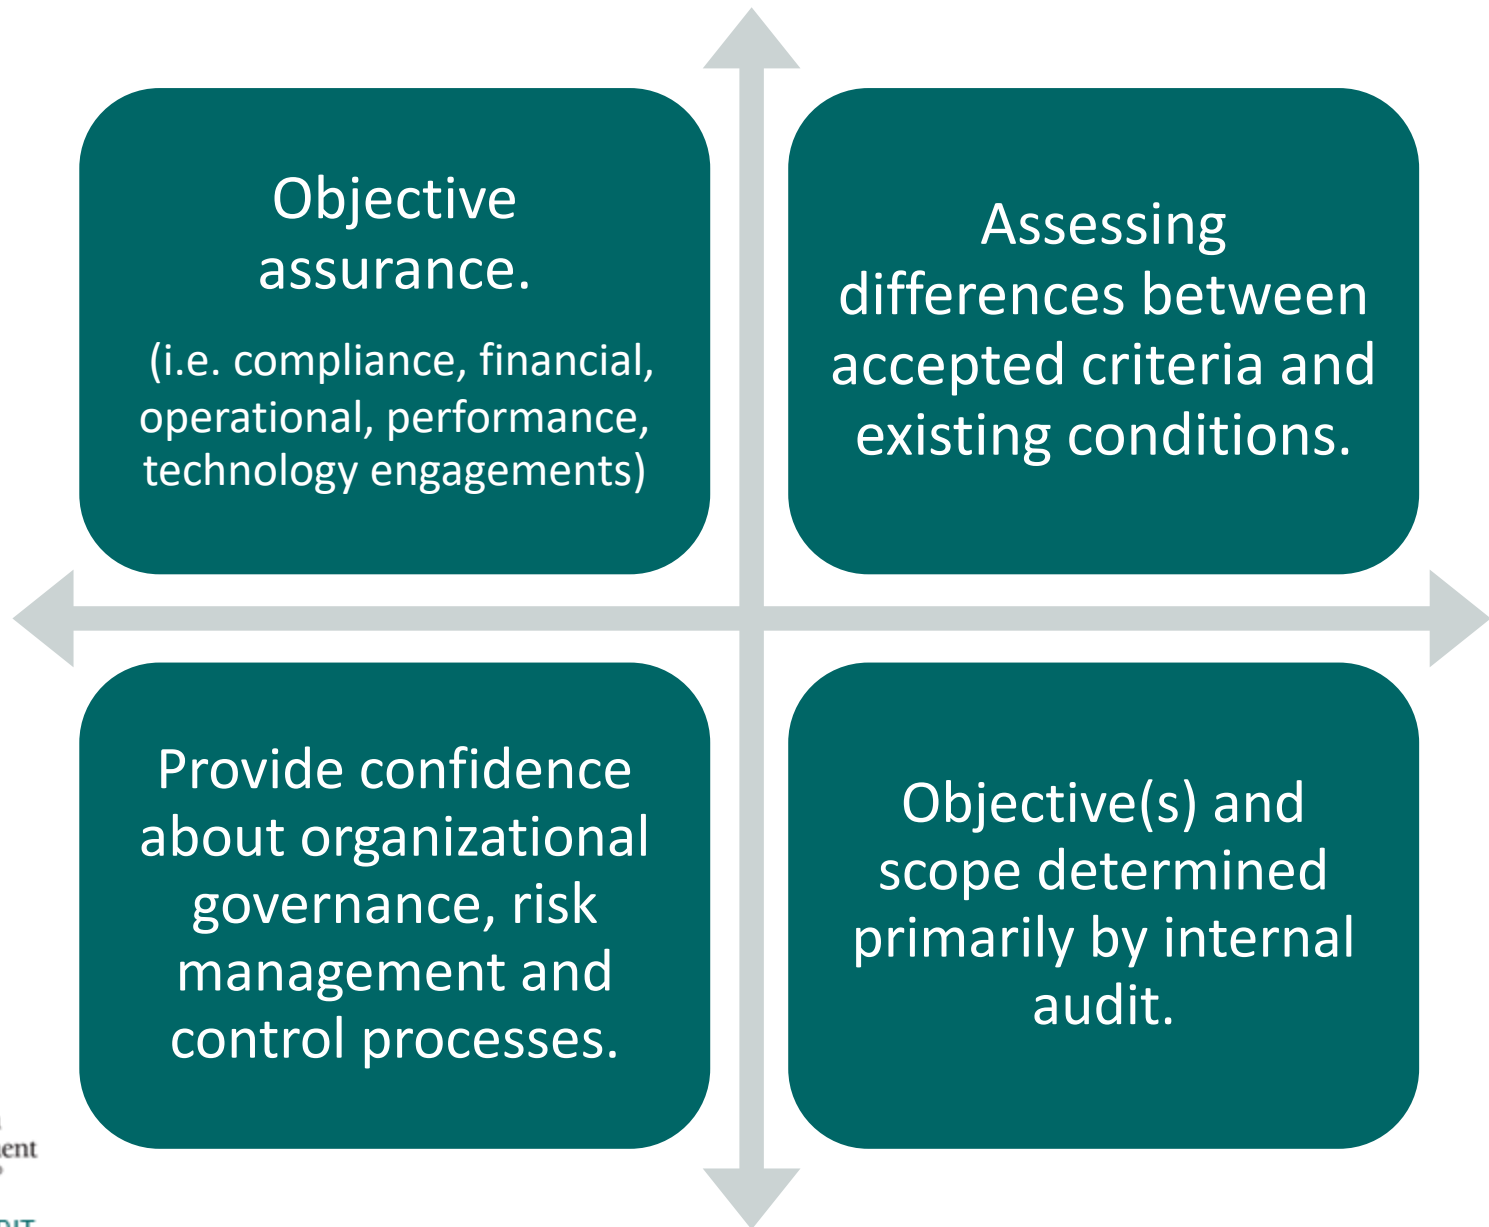 Objective
assurance.
(i.e. compliance, financial,
operational, performance,
technology engagements)
Assessing
differences between
accepted criteria and
existing conditions.
Provide confidence
about organizational
governance, risk
management and
control processes.
Objective(s) and
scope determined
primarily by internal
audit.